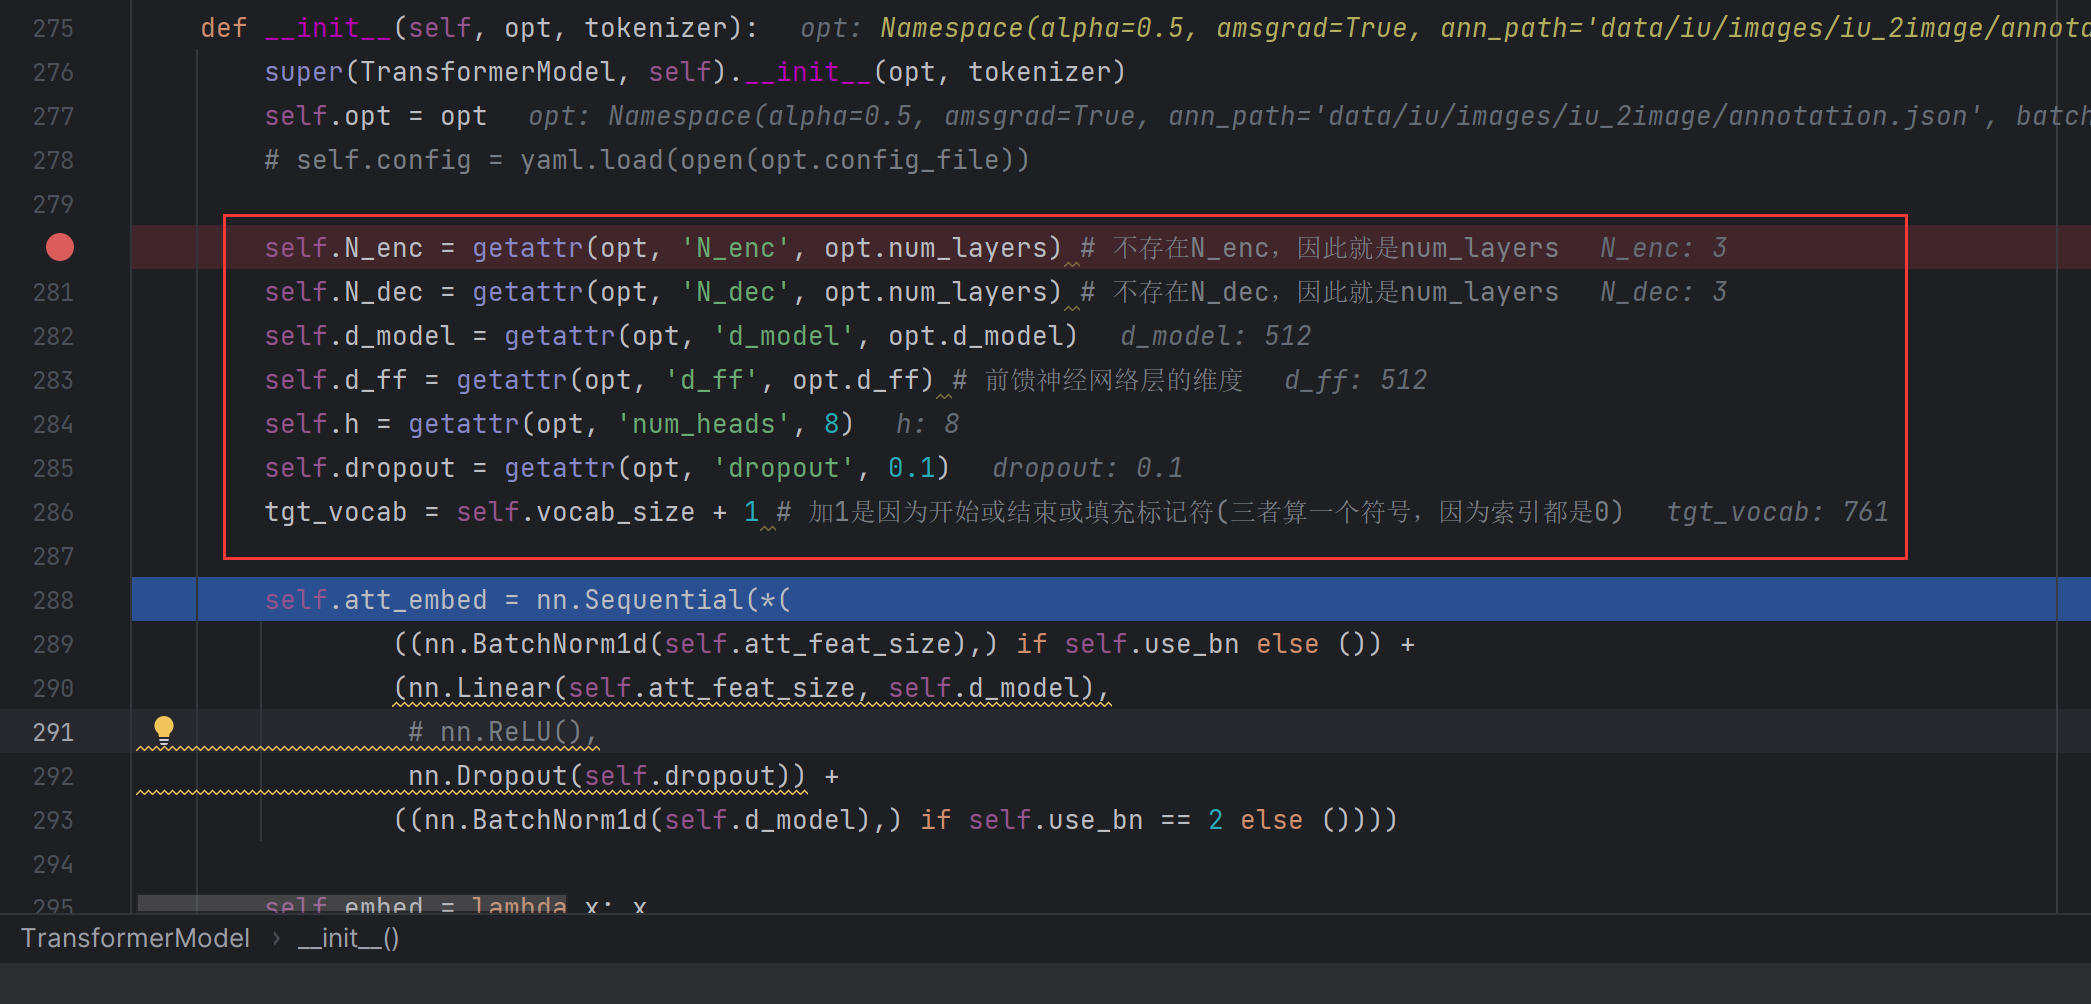 275 def __init__(self, opt, tokenizer): opt: Namespace(alpha=0.5, amsgrad=True, ann_path='data/iu/images/iu_2image/annota
276 super(TransformerModel, self).__init__(opt, tokenizer)
277 self.opt = opt opt: Namespace(alpha=0.5, amsgrad=True, ann_path='data/iu/images/iu_2image/annotation.json', batch
278 # self.config = yaml.load(open(opt.config_file))
279
self.N_enc = getattr(opt, 'N_enc', opt.num_layers) # 不存在N_enc，因此就是num_layers N_enc: 3
281 self.N_dec = getattr(opt, 'N_dec', opt.num_layers) # 不存在N_dec，因此就是num_layers N_dec: 3
282 self.d_model = getattr(opt, 'd_model', opt.d_model) d_model: 512
283 self.d_ff = getattr(opt, 'd_ff', opt.d_ff) # 前馈神经网络层的维度 d_ff: 512
284 self.h = getattr(opt, 'num_heads', 8) h: 8
285 self.dropout = getattr(opt, 'dropout', 0.1) dropout: 0.1
286 tgt_vocab = self.vocab_size + 1 # 加1是因为开始或结束或填充标记符(三者算一个符号，因为索引都是0) tgt_vocab: 761
287
288 self.att_embed = nn.Sequential(*(
289 ((nn.BatchNorm1d(self.att_feat_size),) if self.use_bn else ()) +
290 (nn.Linear(self.att_feat_size, self.d_model),
291 # nn.ReLU(),
292 nn.Dropout(self.dropout)) +
293 ((nn.BatchNorm1d(self.d_model),) if self.use_bn == 2 else ())))
294
295 self.embed = lambda x: x
TransformerModel › __init__()